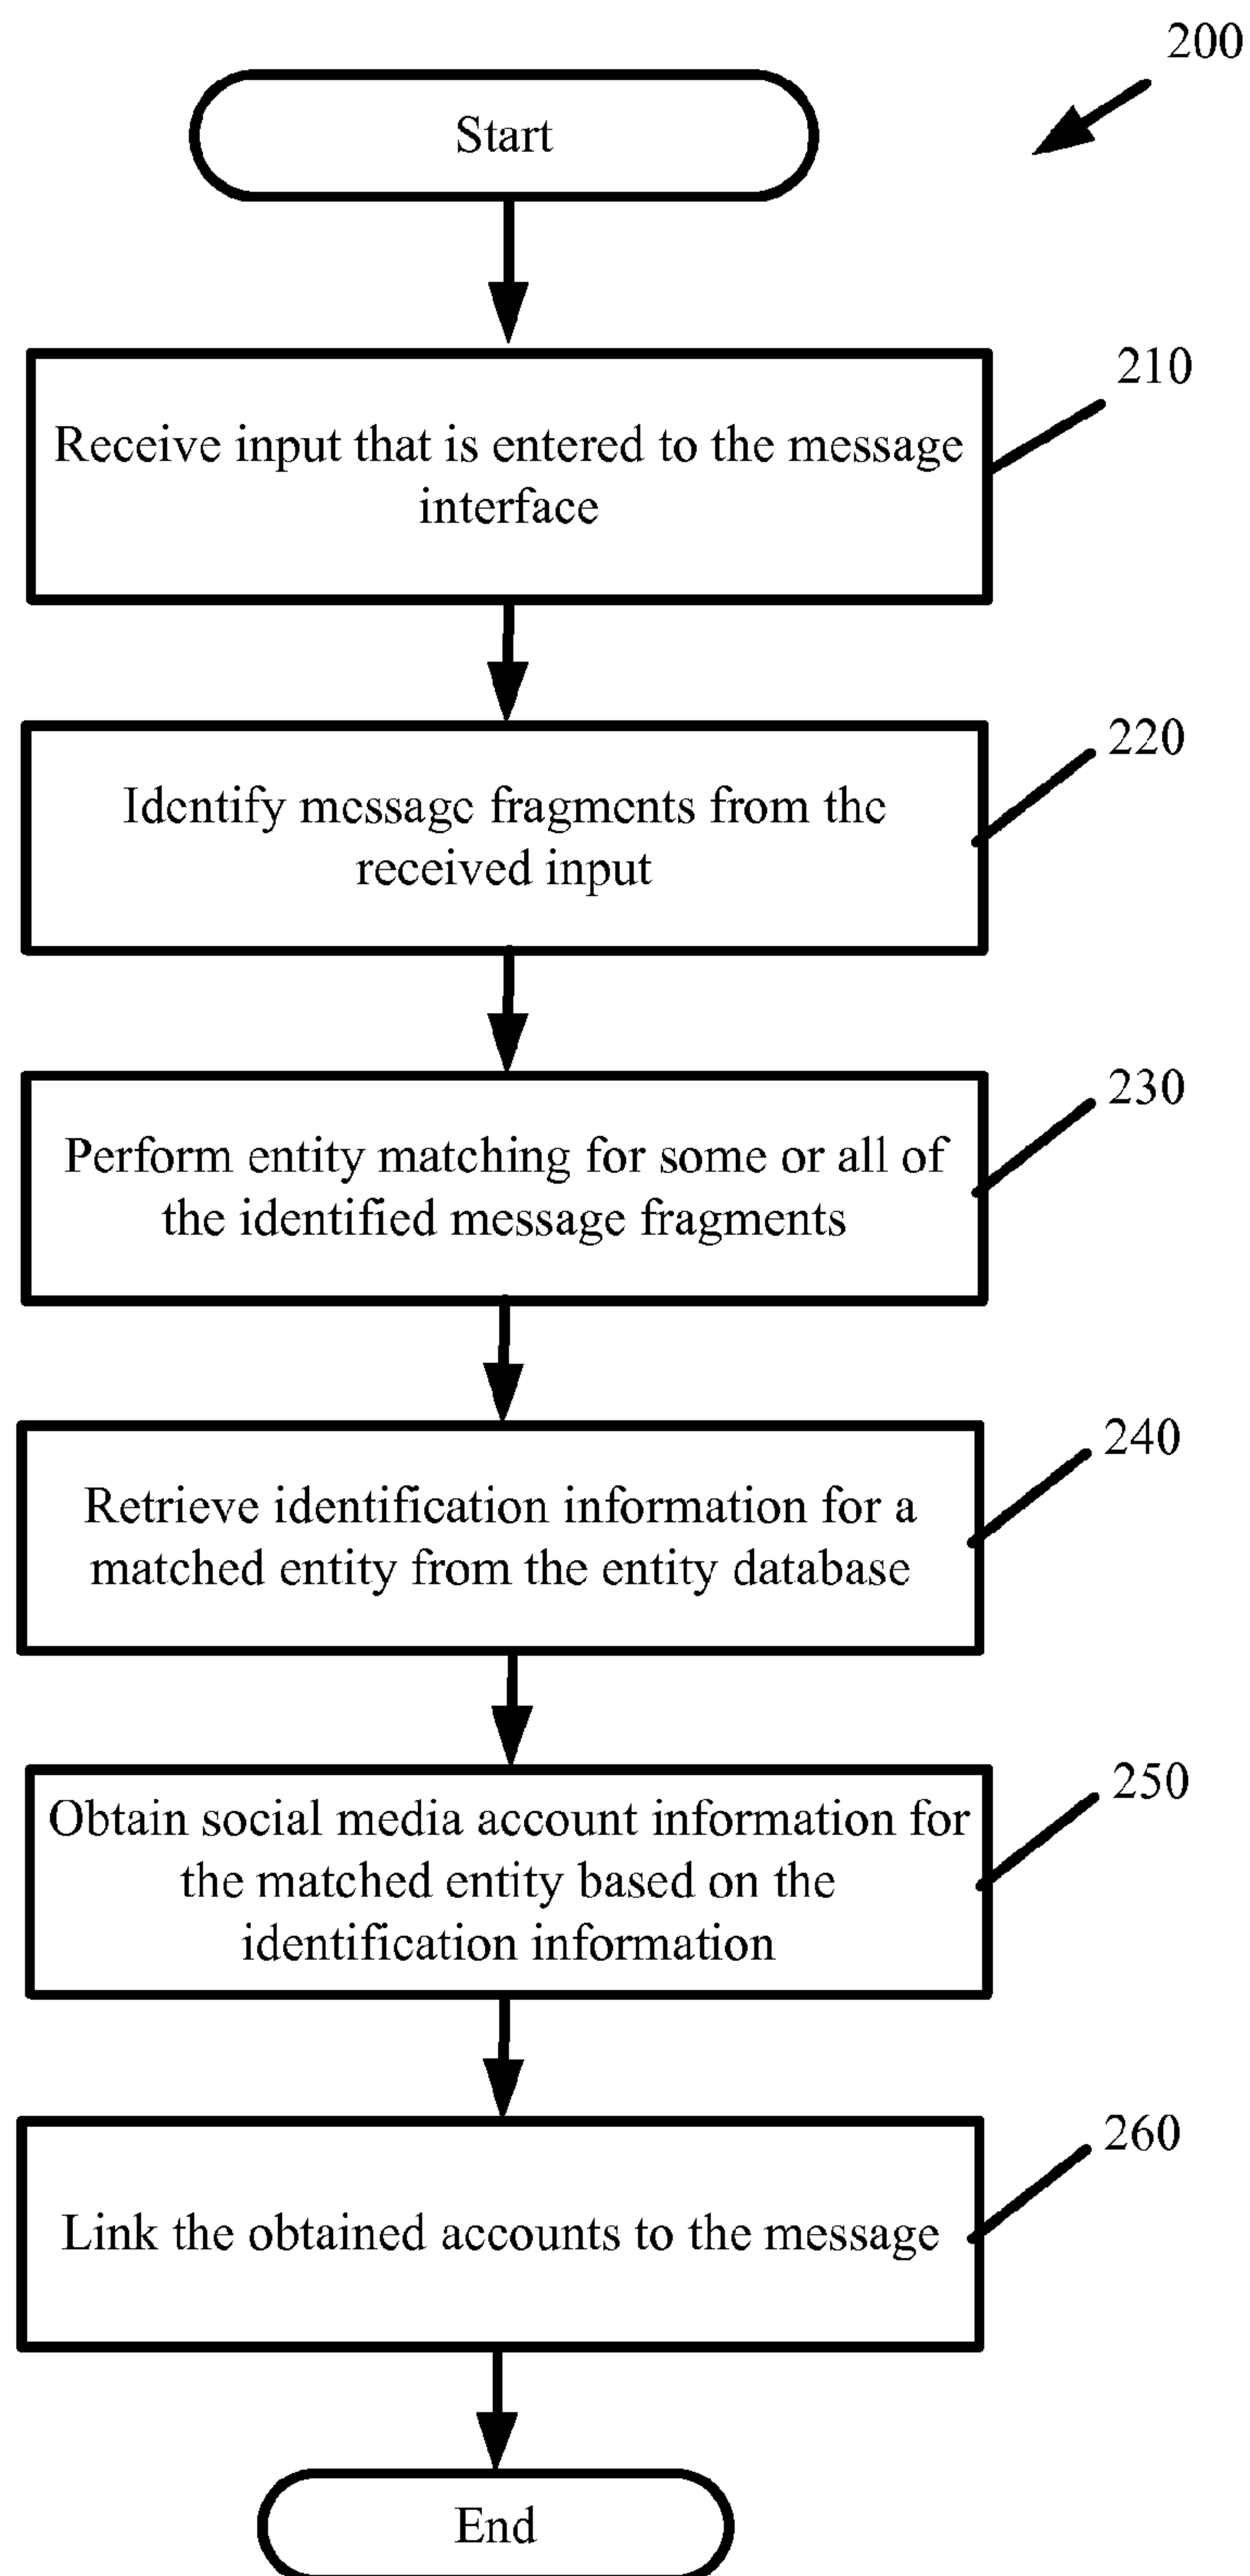 200
Start
210
Receive input that is entered to the message
interface
220
Identify message fragments from the
received input
230
Perform entity matching for some or all of
the identified message fragments
240
Retrieve identification information for a
matched entity from the entity database
250
Obtain social media account information for
the matched entity based on the
identification information
260
Link the obtained accounts to the message
End